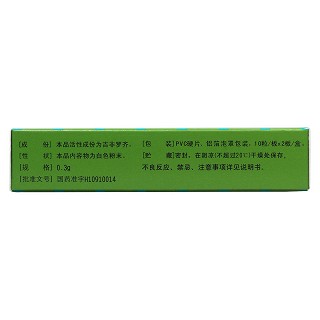 [成　份] 本品活性成份为吉非罗齐。
[性　状] 本品内容物为白色粉末。
[规　格] 0.3g
[批准文号] 国药准字H10910014
[包　装] PVC硬片，铝箔泡罩包装，10粒/板x2板/盒。
[贮　藏] 密封，在阴凉(不超过20℃)干燥处保存。
不良反应、禁忌、注意事项详见说明书。